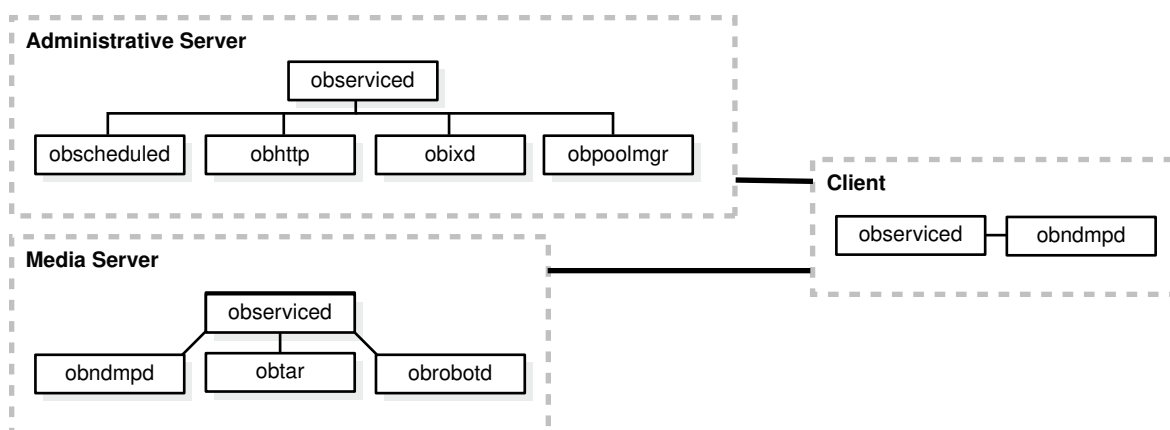 Administrative Server
observiced
obscheduled
obhttp
obixd
obpoolmgr
Client
observiced
obndmpd
Media Server
observiced
obndmpd
obtar
obrobotd